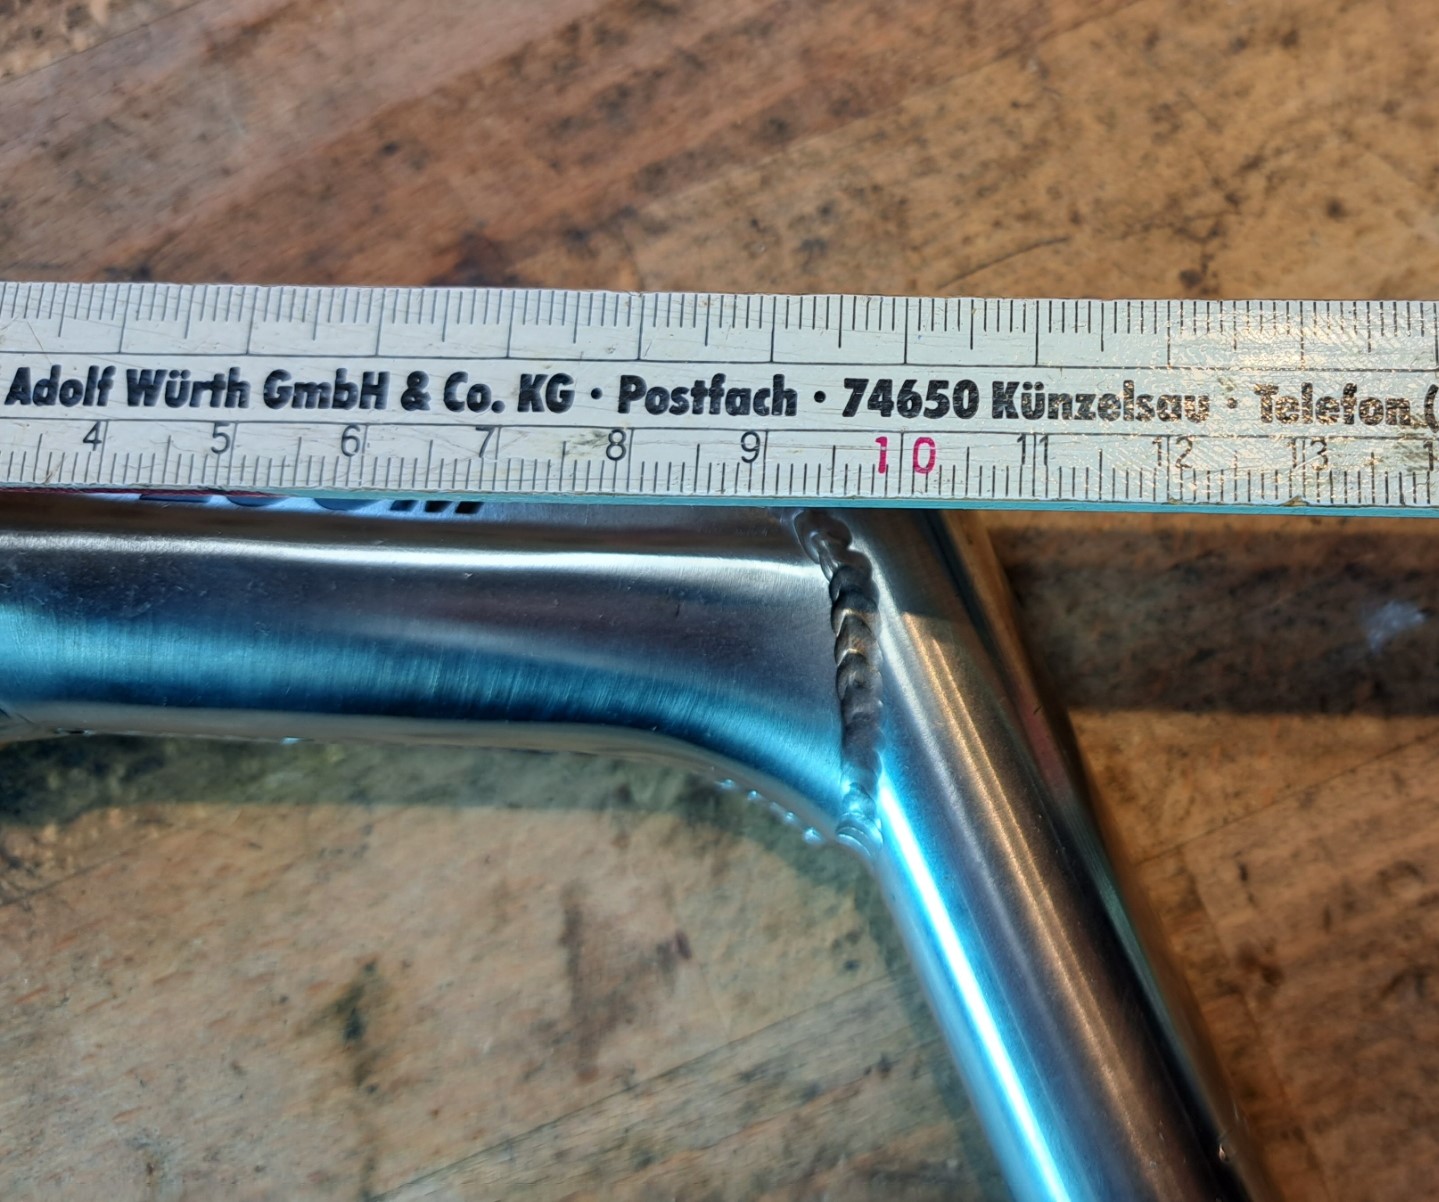 Adolf Würth GmbH & Co. KG · Postfach · 74650 Künzelsau · Telefon (
4 5 6 7 8 9 10 11 12 13 1